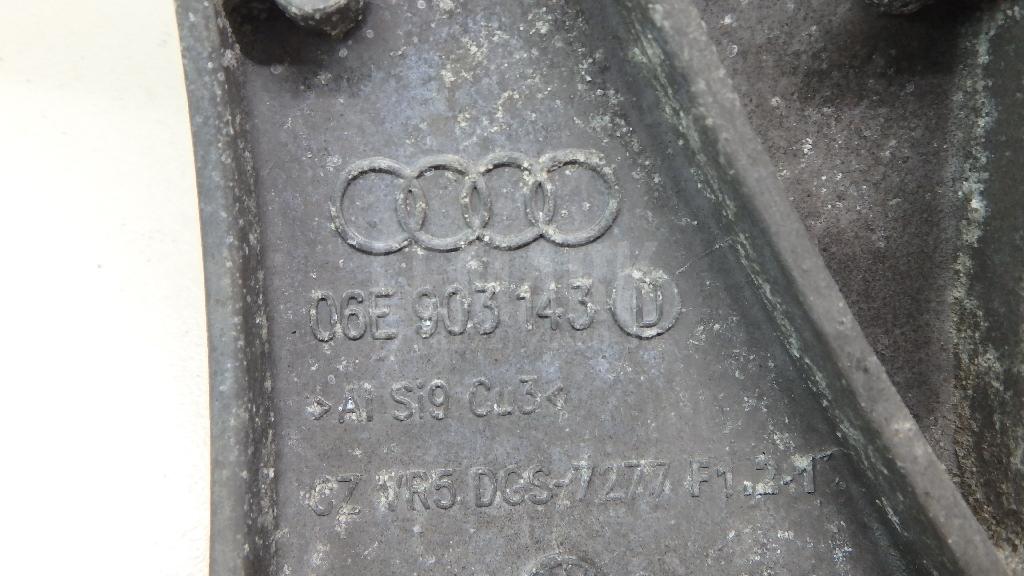 06E 903 143 D
>Al Si9 Cu3<
CZ VR5 DGS-7277 F1.2-1